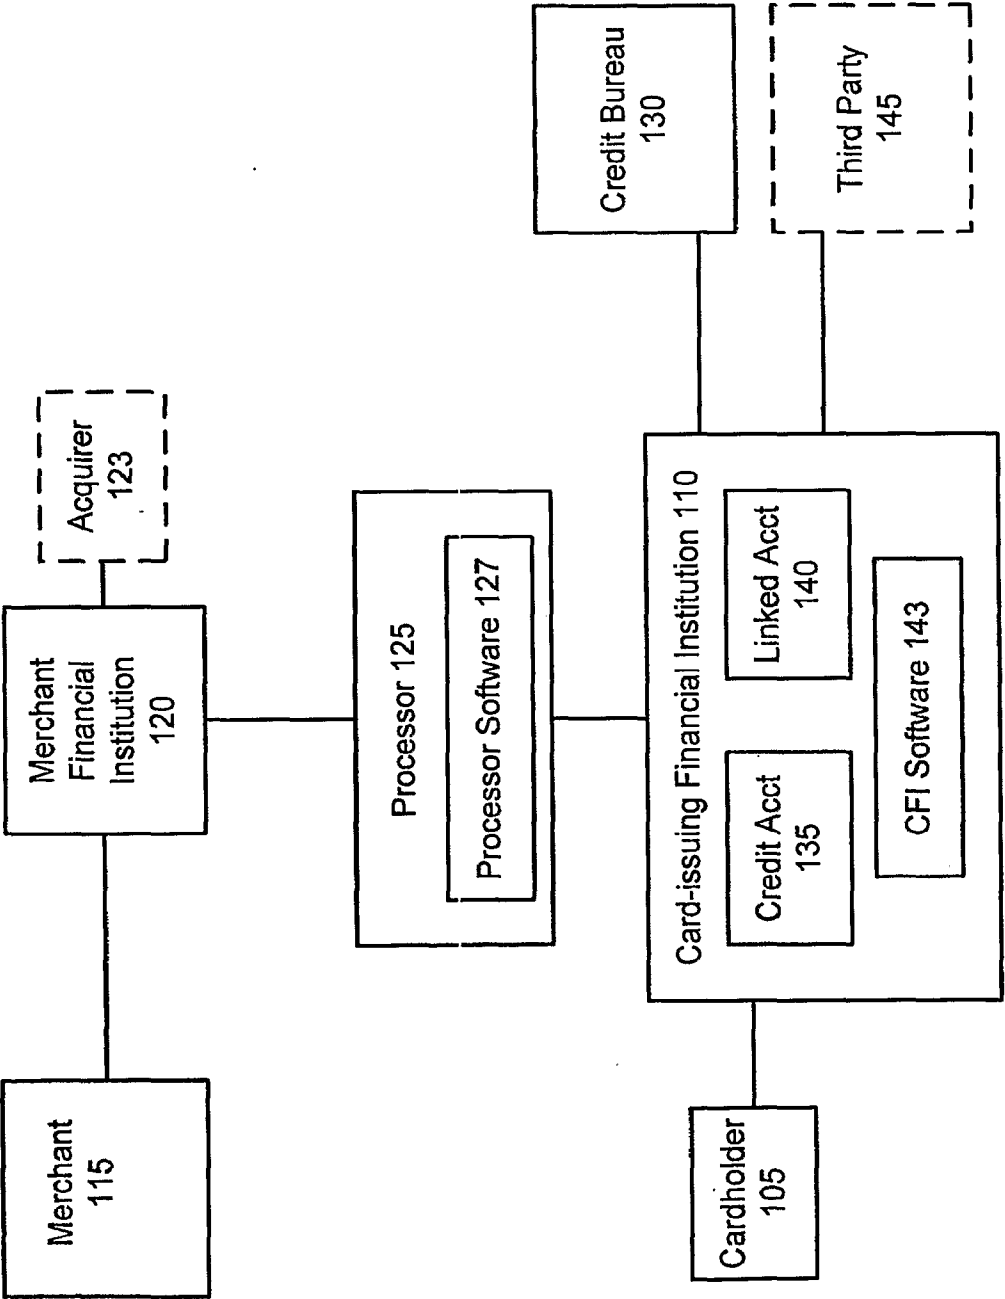 Merchant
115
Merchant
Financial
Institution
120
Acquirer
123
Processor 125
Processor Software 127
Cardholder
105
Card-issuing Financial Institution 110
Credit Acct
135
Linked Acct
140
CFI Software 143
Credit Bureau
130
Third Party
145